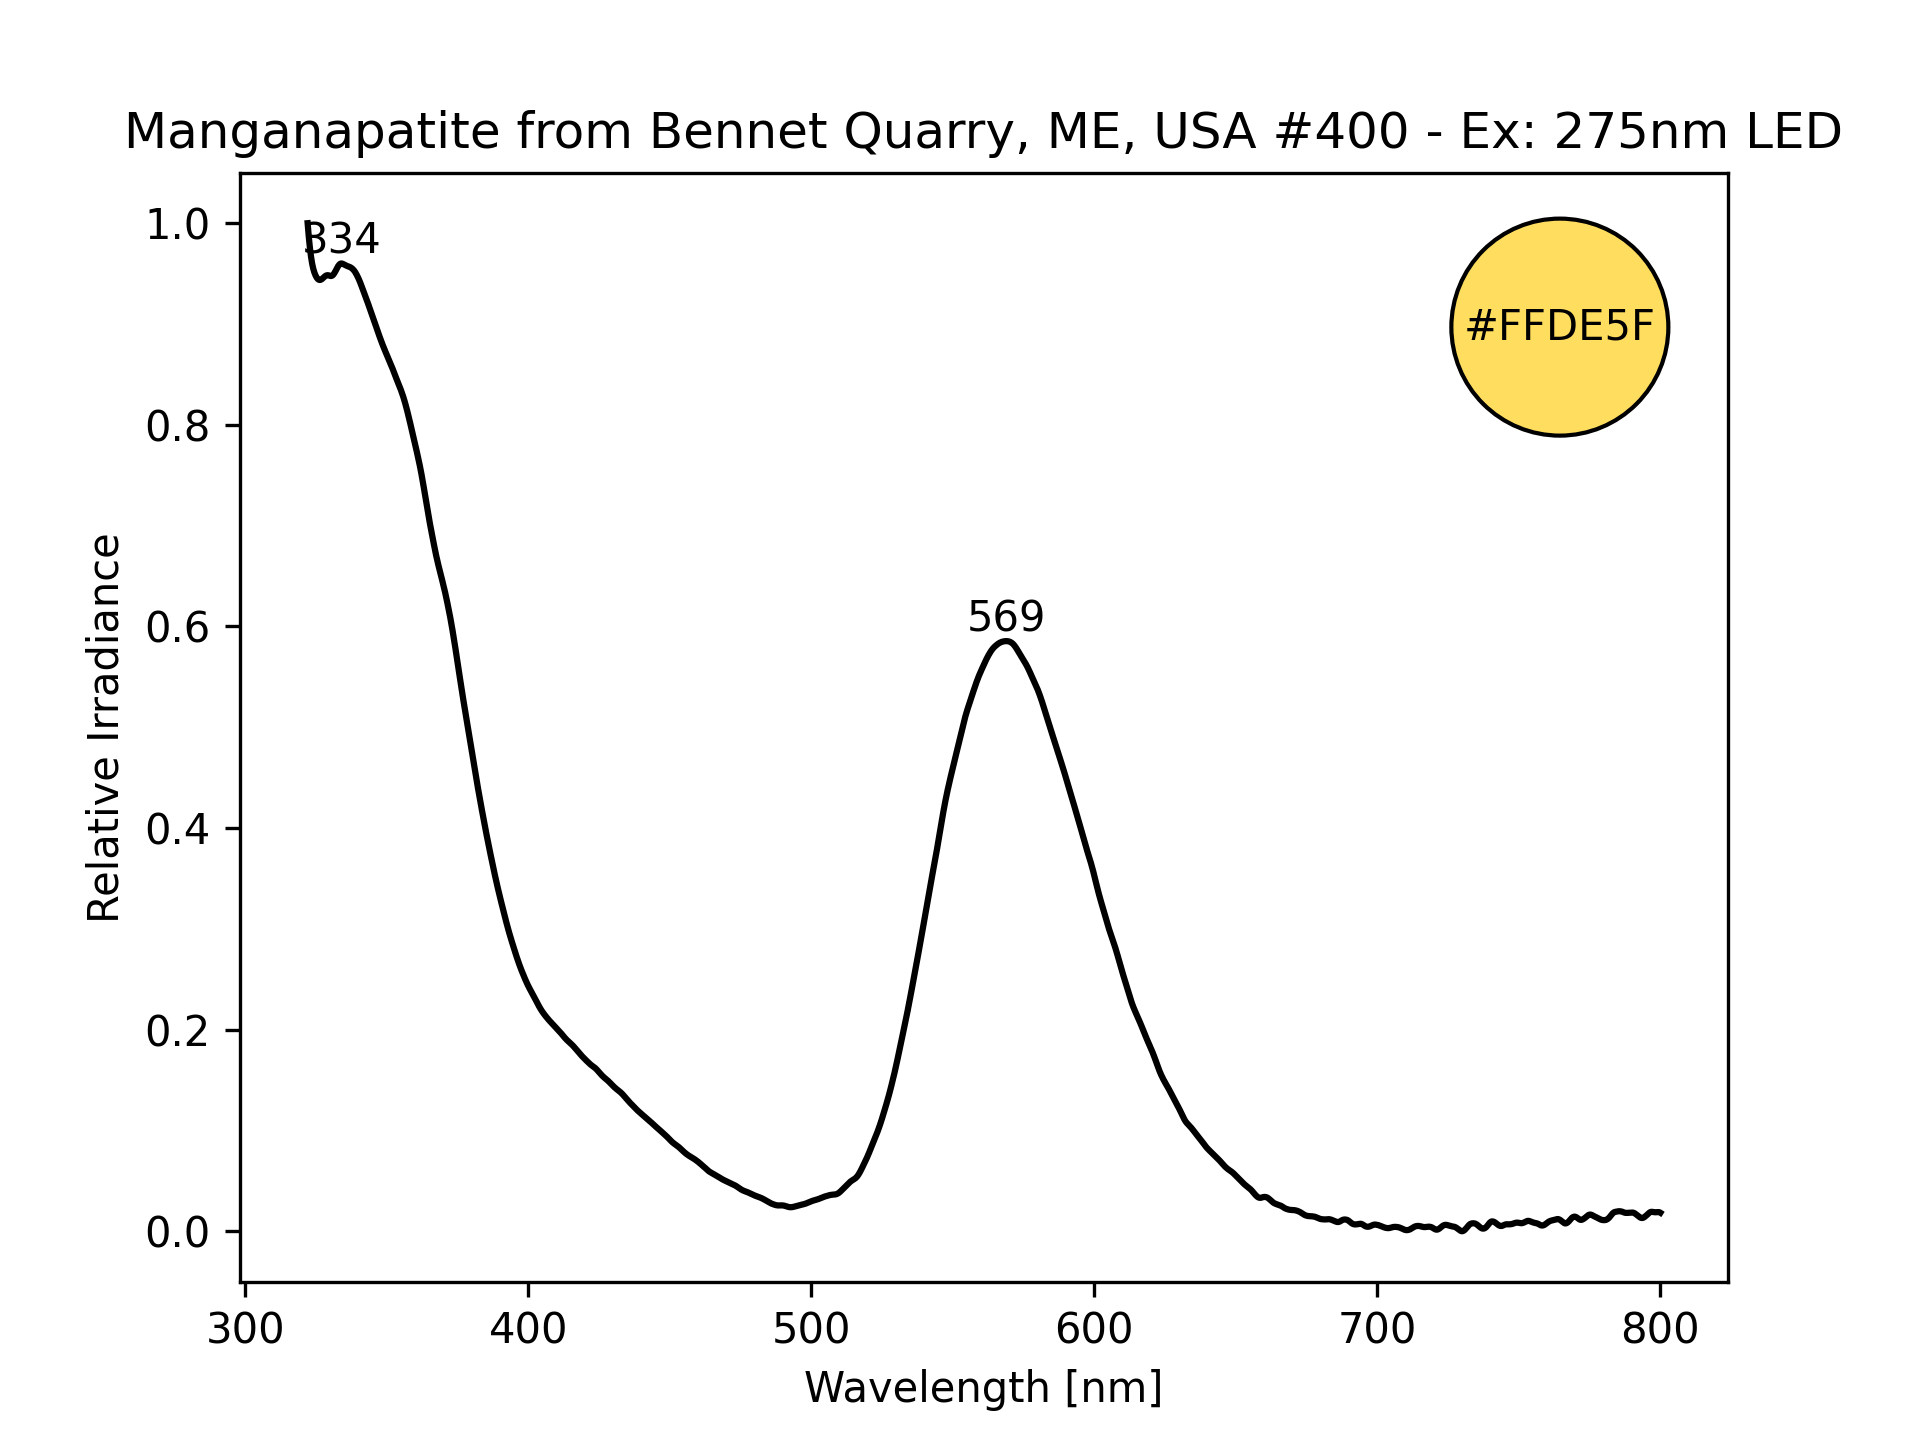 Manganapatite from Bennet Quarry, ME, USA #400 - Ex: 275nm LED
1.0
0.8
0.6
0.4
0.2
0.0
Relative Irradiance
334
569
#FFDE5F
300 400 500 600 700 800
Wavelength [nm]